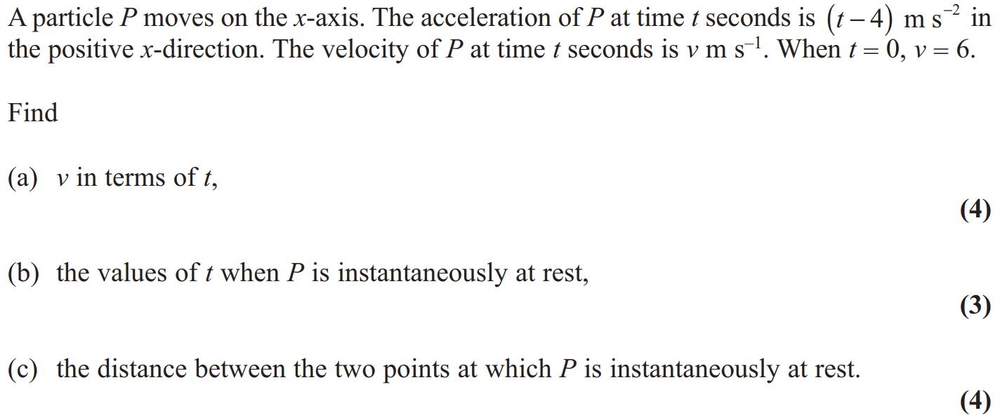 A particle P moves on the x-axis. The acceleration of P at time t seconds is (t – 4) m s⁻² in
the positive x-direction. The velocity of P at time t seconds is v m s⁻¹. When t = 0, v = 6.
Find
(a) v in terms of t,
(4)
(b) the values of t when P is instantaneously at rest,
(3)
(c) the distance between the two points at which P is instantaneously at rest.
(4)